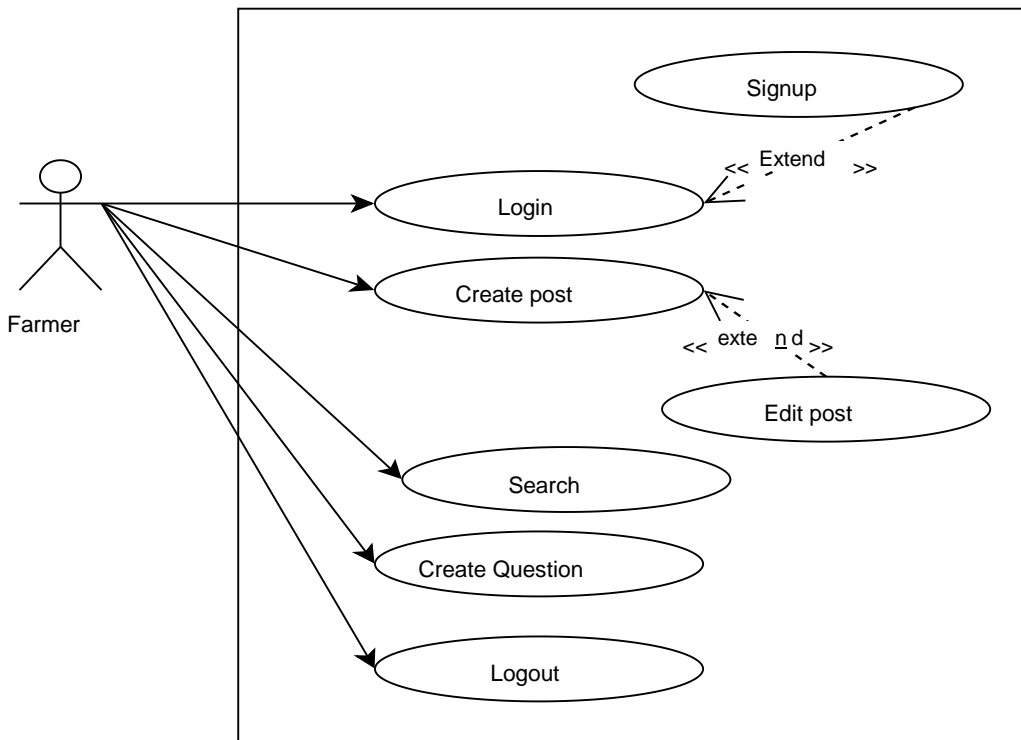 Signup
<< Extend >>
Login
Create post
Farmer
<< exte n d >>
Edit post
Search
Create Question
Logout